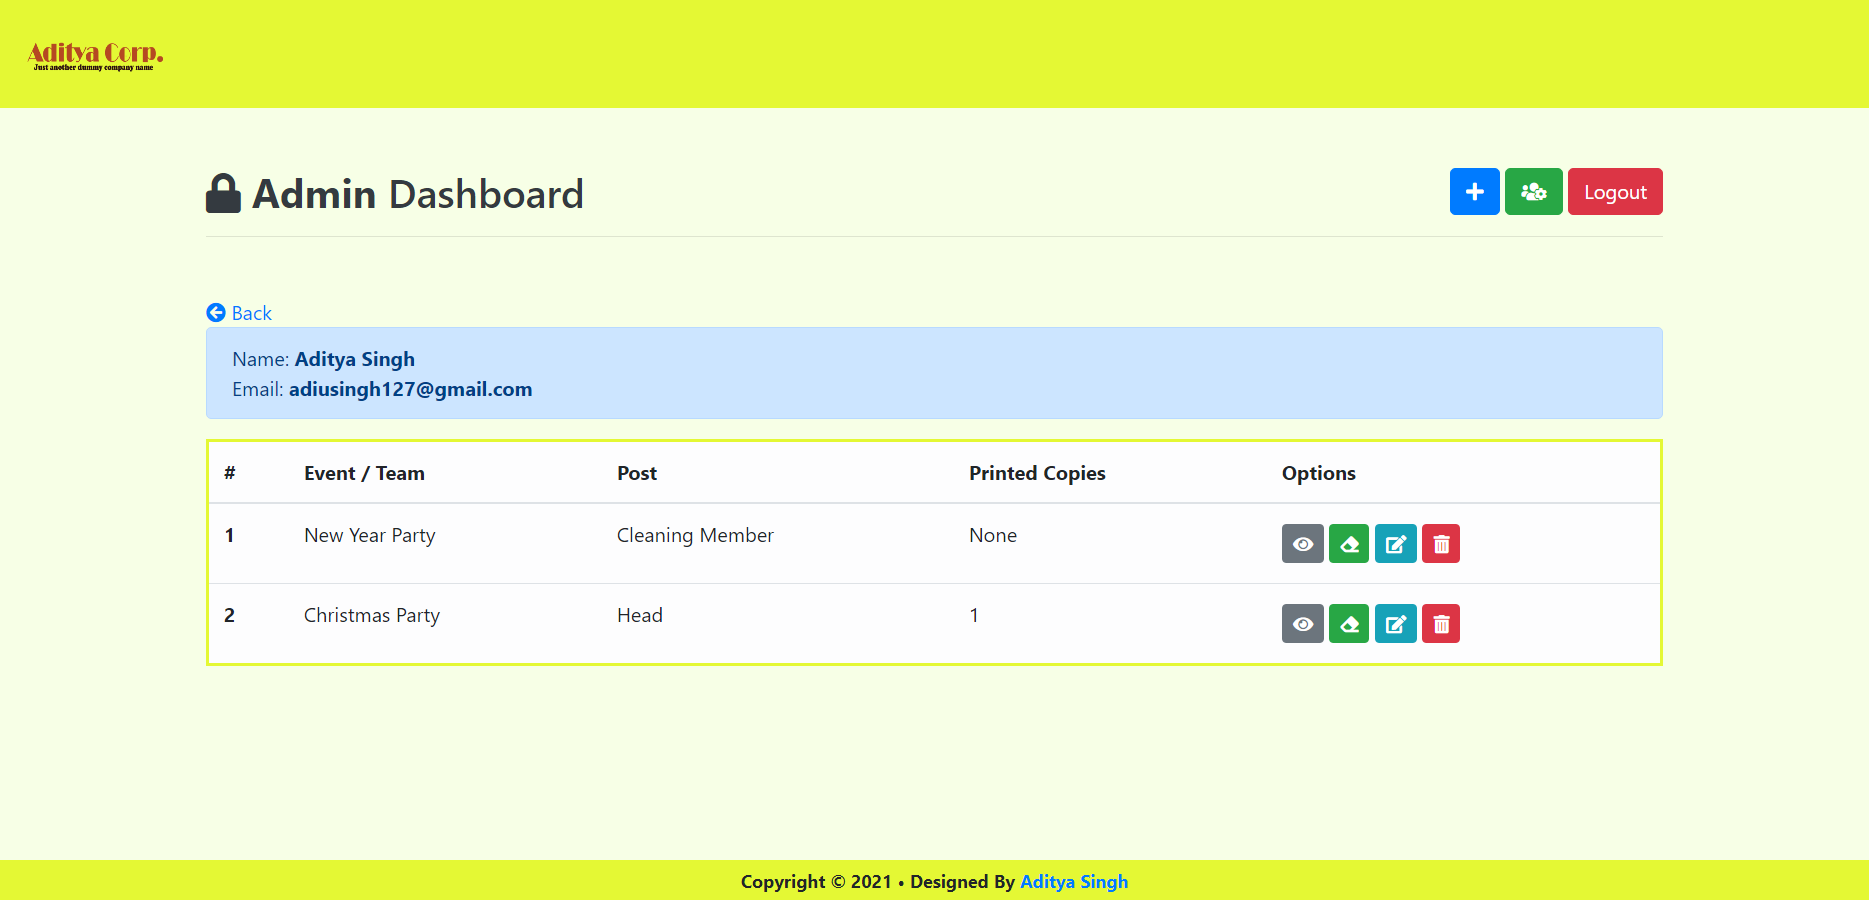 Aditya Corp.
Just another dummy company name
Admin Dashboard
Logout
Back
Name: Aditya Singh
Email: adiusingh127@gmail.com
# Event / Team Post Printed Copies Options
1 New Year Party Cleaning Member None
2 Christmas Party Head 1
Copyright © 2021 • Designed By Aditya Singh